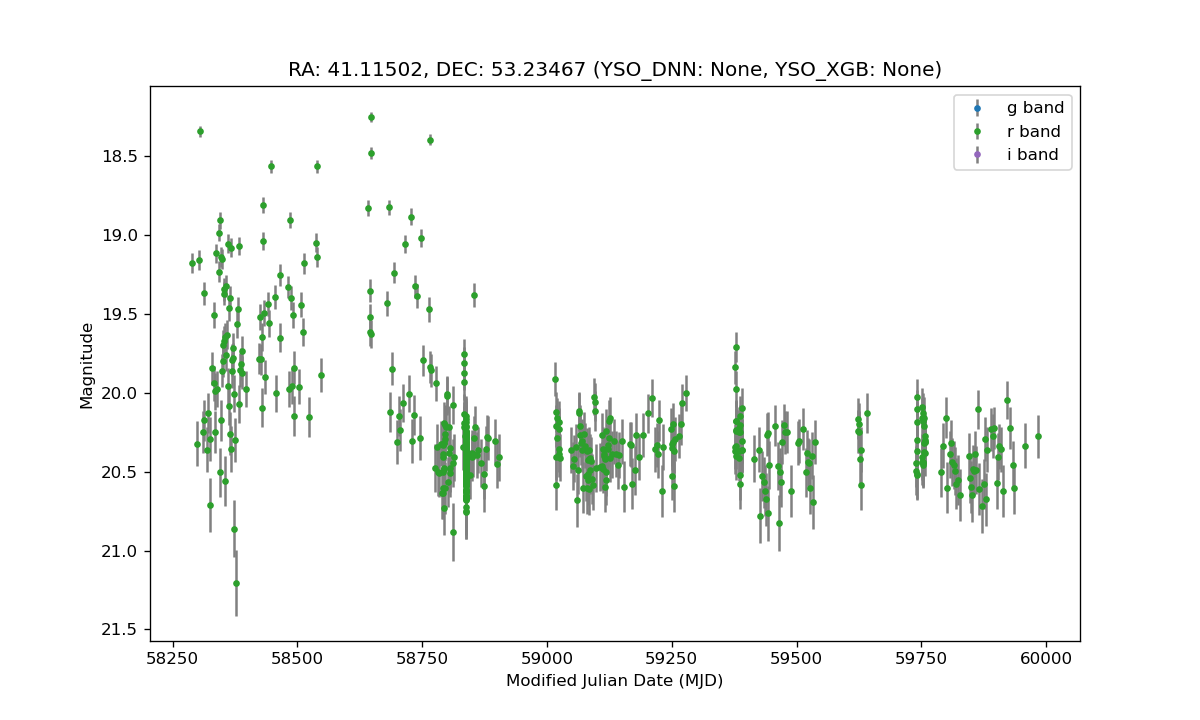 RA: 41.11502, DEC: 53.23467 (YSO_DNN: None, YSO_XGB: None)
g band
r band
i band
18.5
19.0
19.5
20.0
20.5
21.0
21.5
Magnitude
58250
58500
58750
59000
59250
59500
59750
60000
Modified Julian Date (MJD)